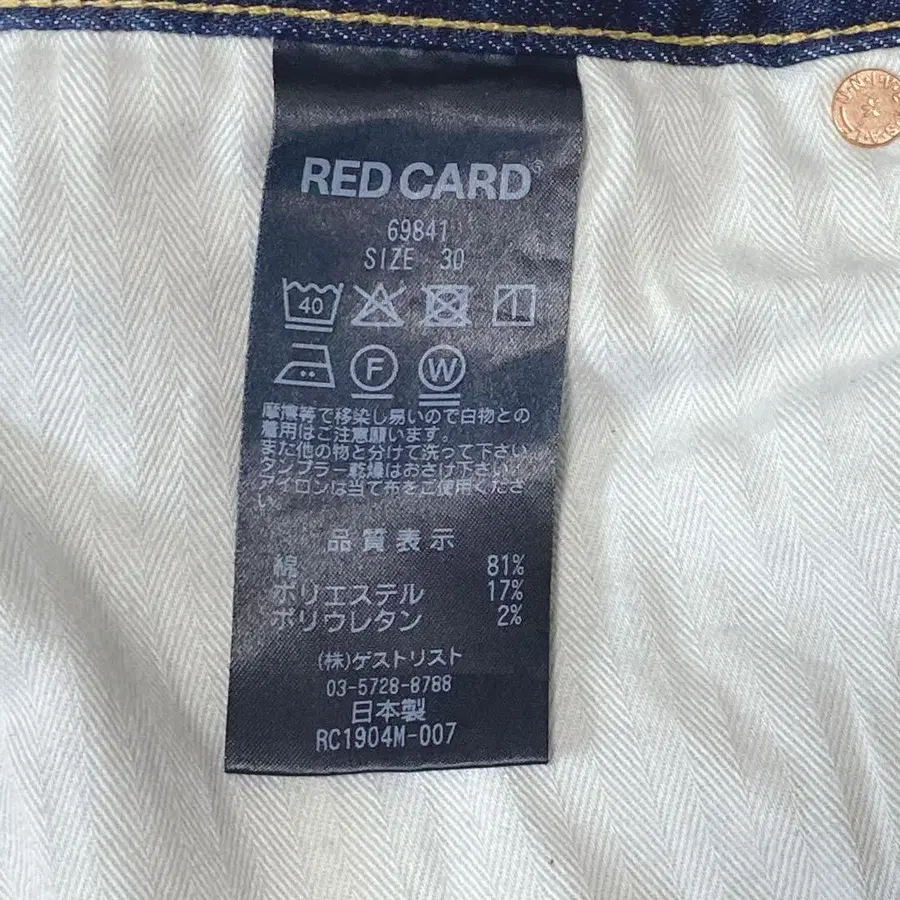 RED CARD®
69841
SIZE 30
40
L
F
W
摩擦等で移染し易いので白物との
着用はご注意願います。
また他の物と分けて洗って下さい
タンブラー乾燥はおさけ下さい。
アイロンは当て布をご使用くださ
い
品質表示
綿 81%
ポリエステル 17%
ポリウレタン 2%
(株)ゲストリスト
03-5728-8788
日本製
RC1904M-007